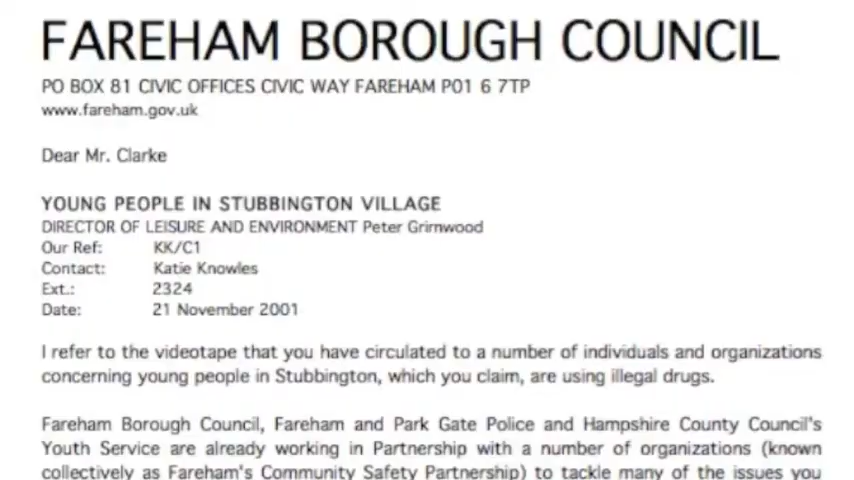 FAREHAM BOROUGH COUNCIL
PO BOX 81 CIVIC OFFICES CIVIC WAY FAREHAM P01 6 7TP
www.fareham.gov.uk
Dear Mr. Clarke
YOUNG PEOPLE IN STUBBINGTON VILLAGE
DIRECTOR OF LEISURE AND ENVIRONMENT Peter Grimwood
Our Ref: KK/C1
Contact: Katie Knowles
Ext.: 2324
Date: 21 November 2001
I refer to the videotape that you have circulated to a number of individuals and organizations
concerning young people in Stubbington, which you claim, are using illegal drugs.
Fareham Borough Council, Fareham and Park Gate Police and Hampshire County Council's
Youth Service are already working in Partnership with a number of organizations (known
collectively as Fareham's Community Safety Partnership) to tackle many of the issues you